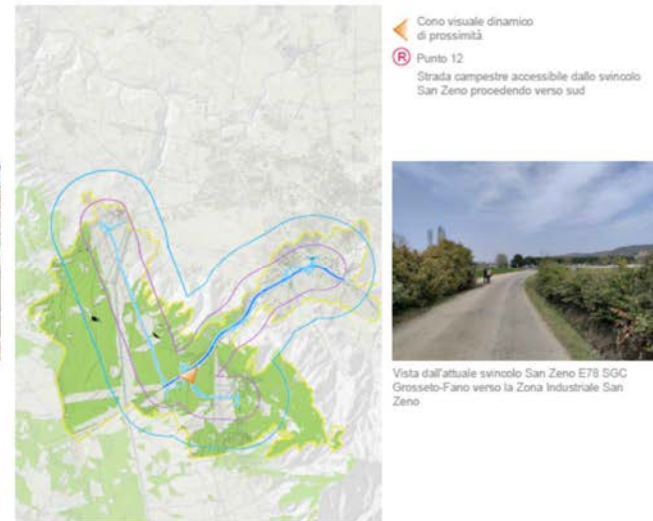 Cono visuale dinamico
di prossimità
R Punto 12
Strada campestre accessibile dallo svincolo
San Zeno procedendo verso sud
Vista dall'attuale svincolo San Zeno E78 SGC
Grosseto-Fano verso la Zona Industriale San
Zeno